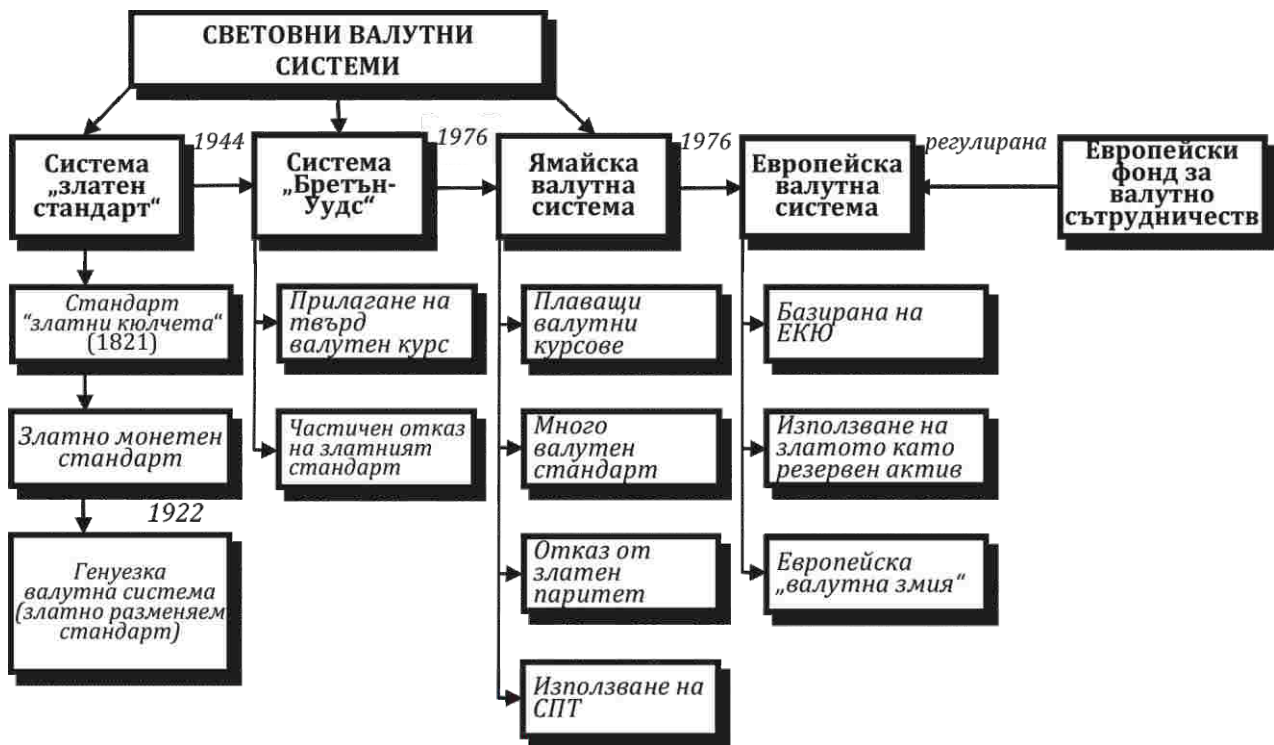 СВЕТОВНИ ВАЛУТНИ
СИСТЕМИ
Система
„златен
стандарт“
1944
Система
„Бретън-
Уудс“
1976
Ямайска
валутна
система
1976
Европейска
валутна
система
регулирана
Европейски
фонд за
валутно
сътрудничеств
Стандарт
“златни кюлчета“
(1821)
Златно монетен
стандарт
1922
Генуезка
валутна система
(златно разменяем
стандарт)
Прилагане на
твърд
валутен курс
Частичен отказ
на златният
стандарт
Плаващи
валутни
курсове
Много
валутен
стандарт
Отказ от
златен
паритет
Използване на
СПТ
Базирана на
ЕКЮ
Използване на
златото като
резервен актив
Европейска
„валутна змия“